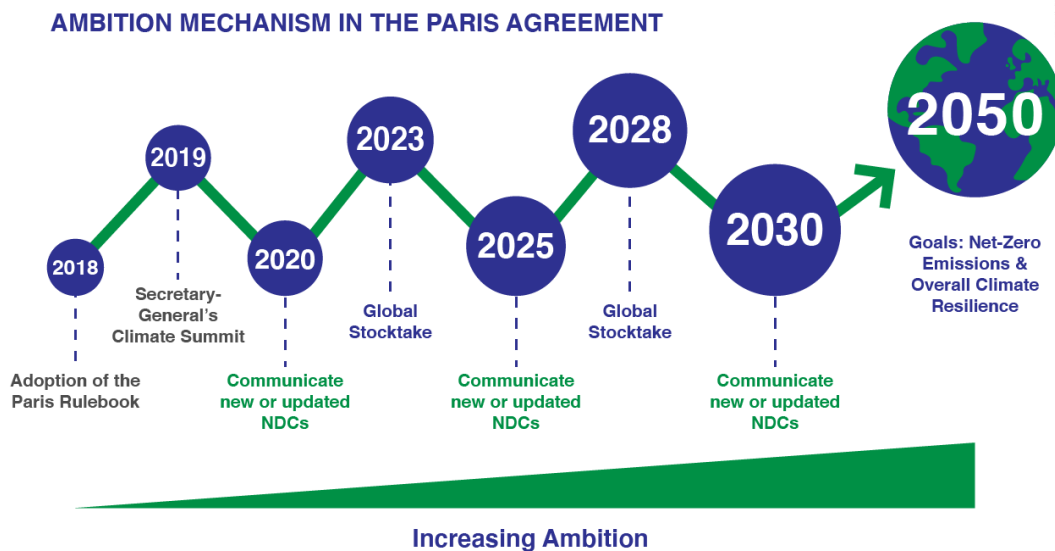 AMBITION MECHANISM IN THE PARIS AGREEMENT
2018
Adoption of the
Paris Rulebook
2019
Secretary-
General's
Climate Summit
2020
Communicate
new or updated
NDCs
2023
Global
Stocktake
2025
Communicate
new or updated
NDCs
2028
Global
Stocktake
2030
Communicate
new or updated
NDCs
2050
Goals: Net-Zero
Emissions &
Overall Climate
Resilience
Increasing Ambition